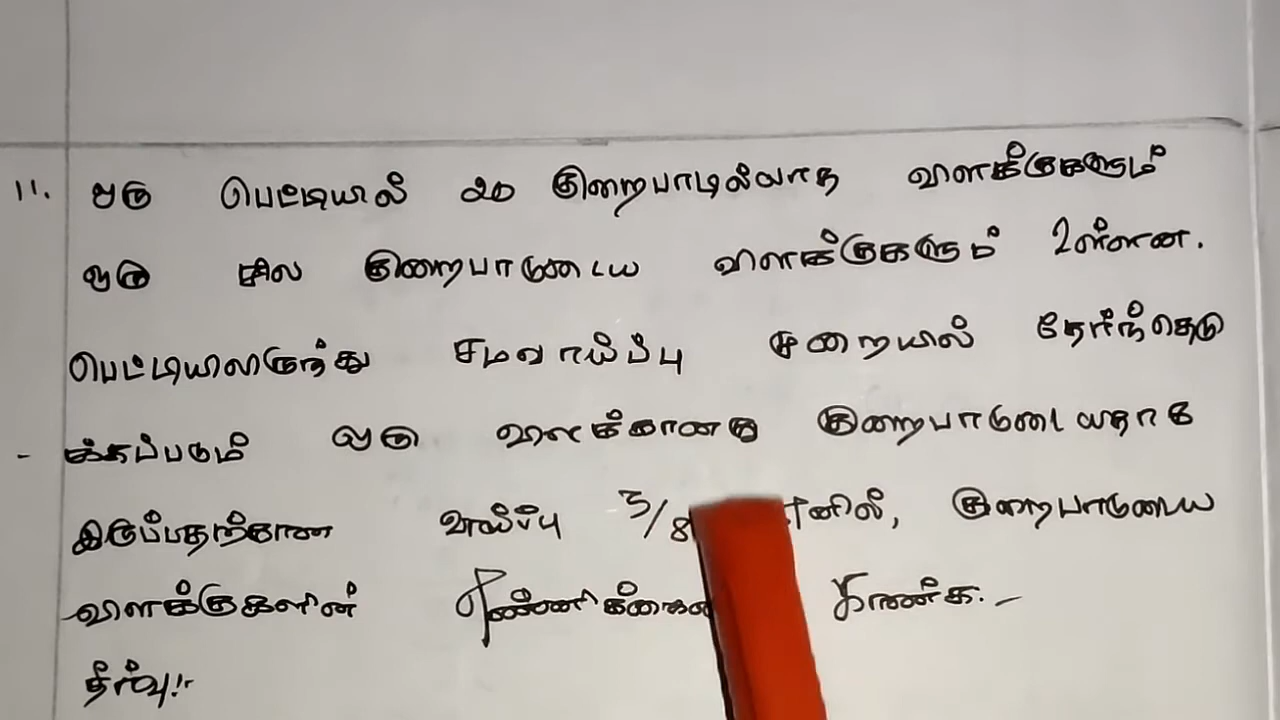 11. ஒரு பெட்டியில் 20 குறைபாடில்லாத விளக்குகளும்
ஒரு சில குறைபாடுடைய விளக்குகளும் உள்ளன.
பெட்டியிலிருந்து சமவாய்ப்பு முறையில் தேர்ந்தெடு
- க்கப்படும் ஒரு விளக்கானது குறைபாடுடையதாக
இருப்பதற்கான வாய்ப்பு 3/8 எனில், குறைபாடுடைய
விளக்குகளின் காண்க.
தீர்வு:-